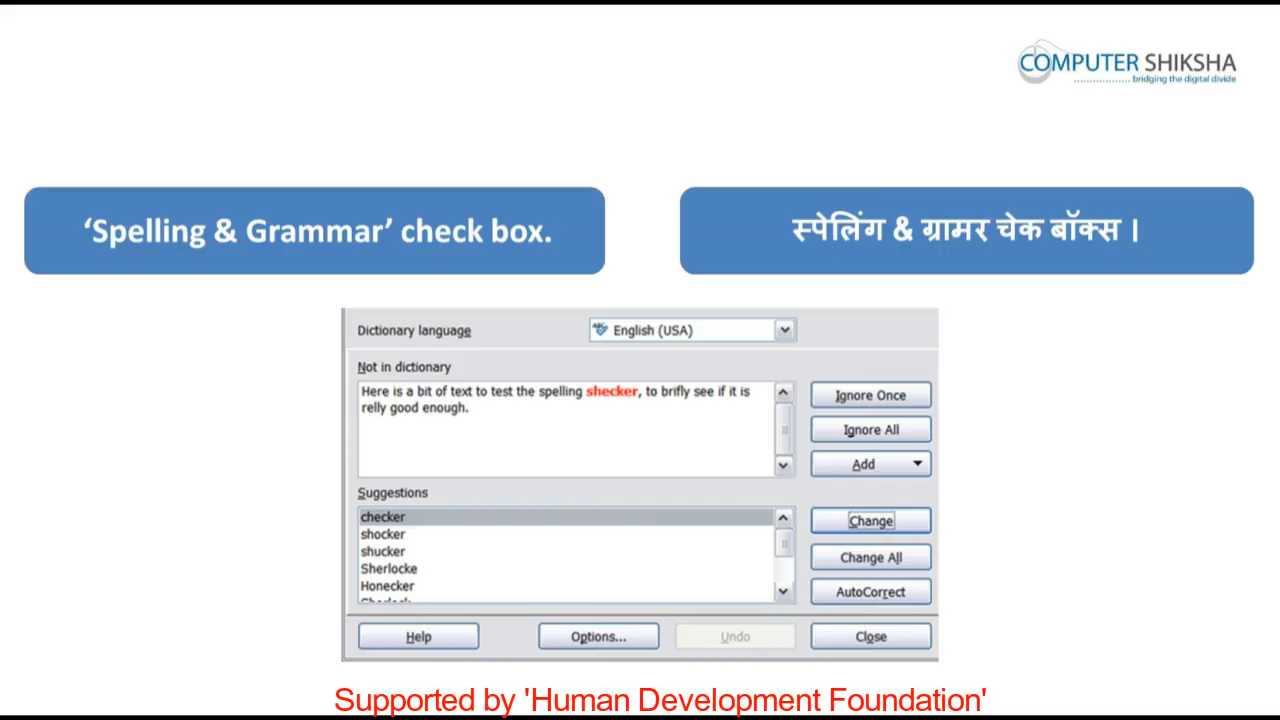 COMPUTER SHIKSHA
bridging the digital divide
‘Spelling & Grammar’ check box.
स्पेलिंग & ग्रामर चेक बॉक्स ।
Dictionary language
English (USA)
Not in dictionary
Here is a bit of text to test the spelling shecker, to brifly see if it is
relly good enough.
Ignore Once
Ignore All
Add
Suggestions
checker
shocker
shucker
Sherlocke
Honecker
Change
Change All
AutoCorrect
Help
Options...
Undo
Close
Supported by 'Human Development Foundation'